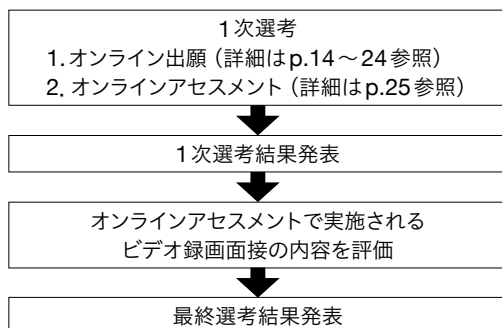 1次選考
1.オンライン出願（詳細はp.14～24参照）
2. オンラインアセスメント（詳細はp.25参照）
1次選考結果発表
オンラインアセスメントで実施される
ビデオ録画面接の内容を評価
最終選考結果発表